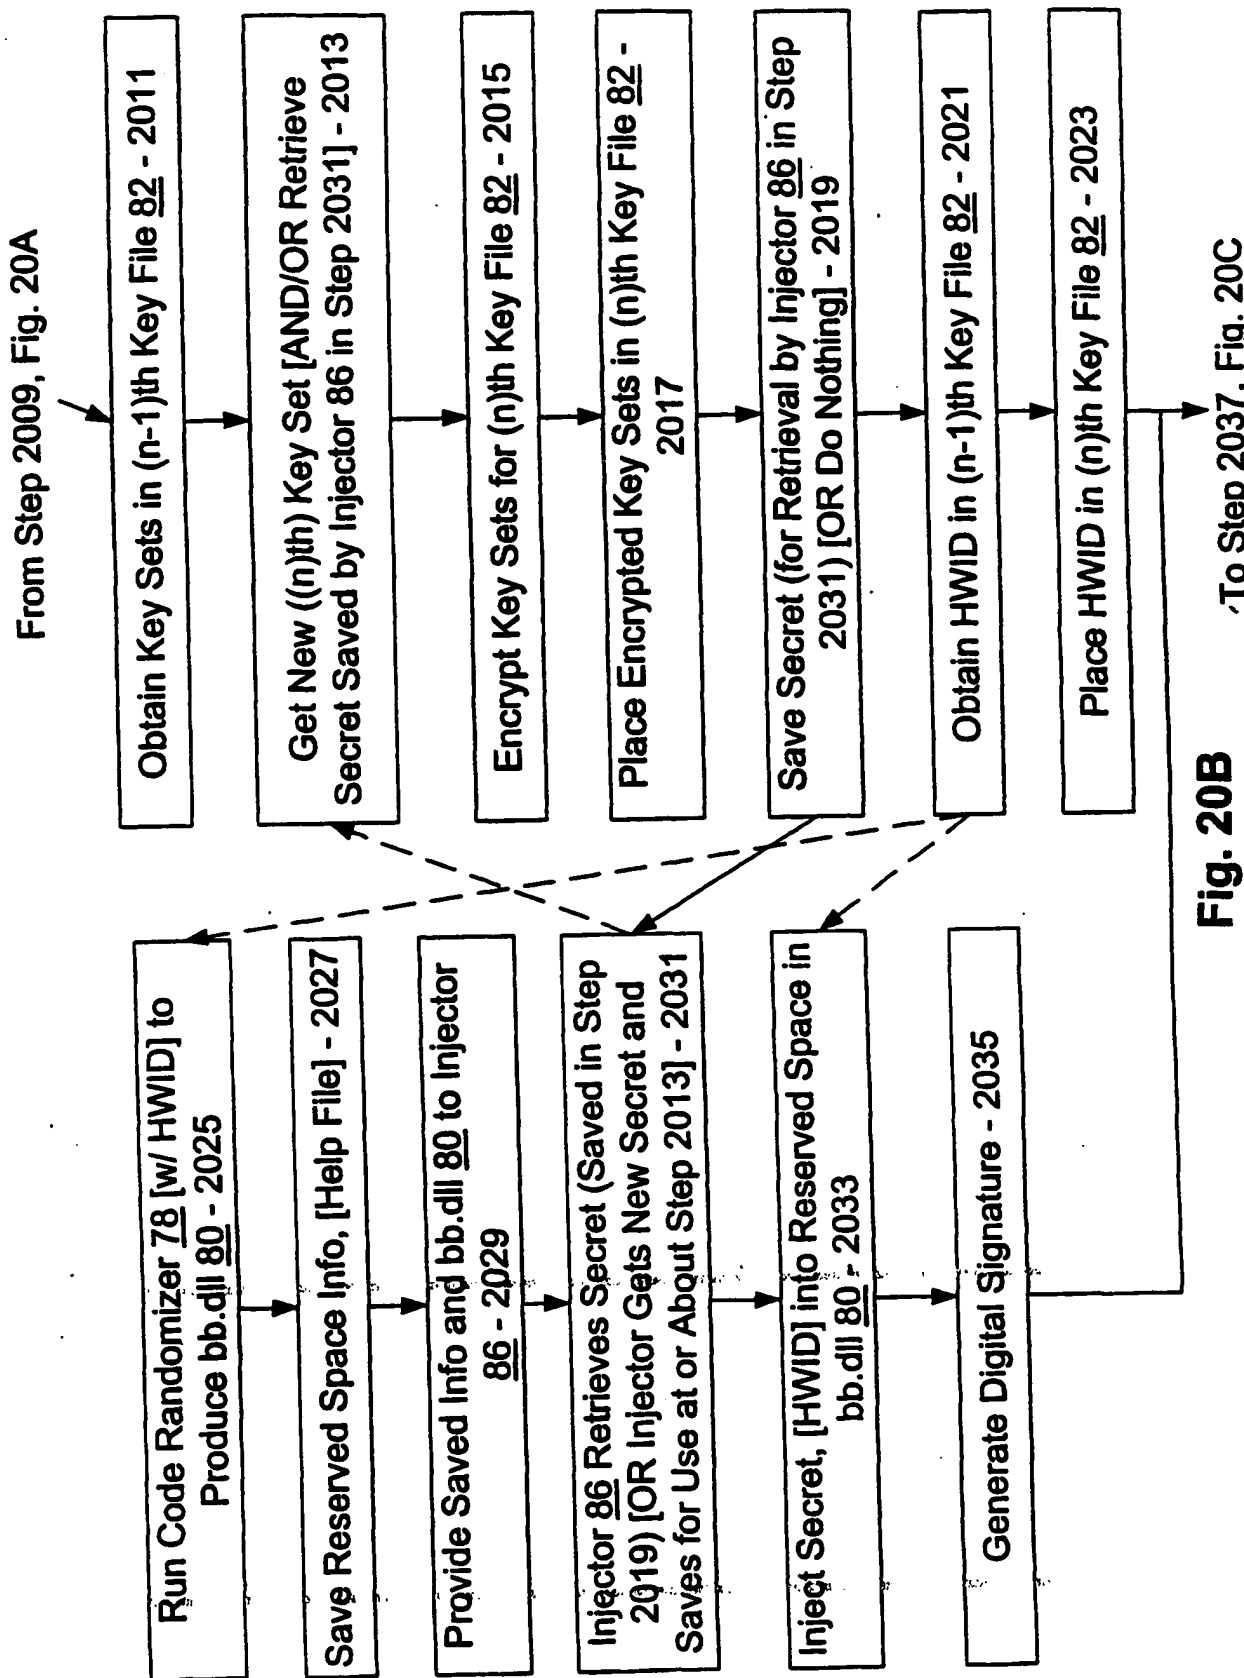 From Step 2009, Fig. 20A
Obtain Key Sets in (n-1)th Key File 82 - 2011
Get New ((n)th) Key Set [AND/OR Retrieve
Secret Saved by Injector 86 in Step 2031] - 2013
Encrypt Key Sets for (n)th Key File 82 - 2015
Place Encrypted Key Sets in (n)th Key File 82 -
2017
Save Secret (for Retrieval by Injector 86 in Step
2031) [OR Do Nothing] - 2019
Obtain HWID in (n-1)th Key File 82 - 2021
Place HWID in (n)th Key File 82 - 2023
Run Code Randomizer 78 [w/ HWID] to
Produce bb.dll 80 - 2025
Save Reserved Space Info, [Help File] - 2027
Provide Saved Info and bb.dll 80 to Injector
86 - 2029
Injector 86 Retrieves Secret (Saved in Step
2019) [OR Injector Gets New Secret and
Saves for Use at or About Step 2013] - 2031
Inject Secret, [HWID] into Reserved Space in
bb.dll 80 - 2033
Generate Digital Signature - 2035
To Step 2037, Fig. 20C
Fig. 20B